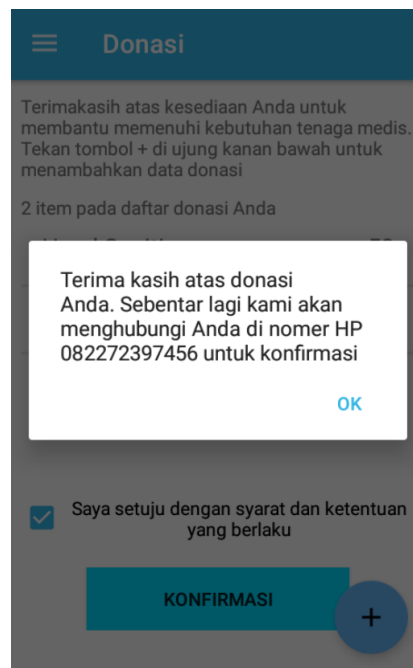 Donasi
Terimakasih atas kesediaan Anda untuk
membantu memenuhi kebutuhan tenaga medis.
Tekan tombol + di ujung kanan bawah untuk
menambahkan data donasi
2 item pada daftar donasi Anda
Terima kasih atas donasi
Anda. Sebentar lagi kami akan
menghubungi Anda di nomer HP
082272397456 untuk konfirmasi
OK
Saya setuju dengan syarat dan ketentuan
yang berlaku
KONFIRMASI
+